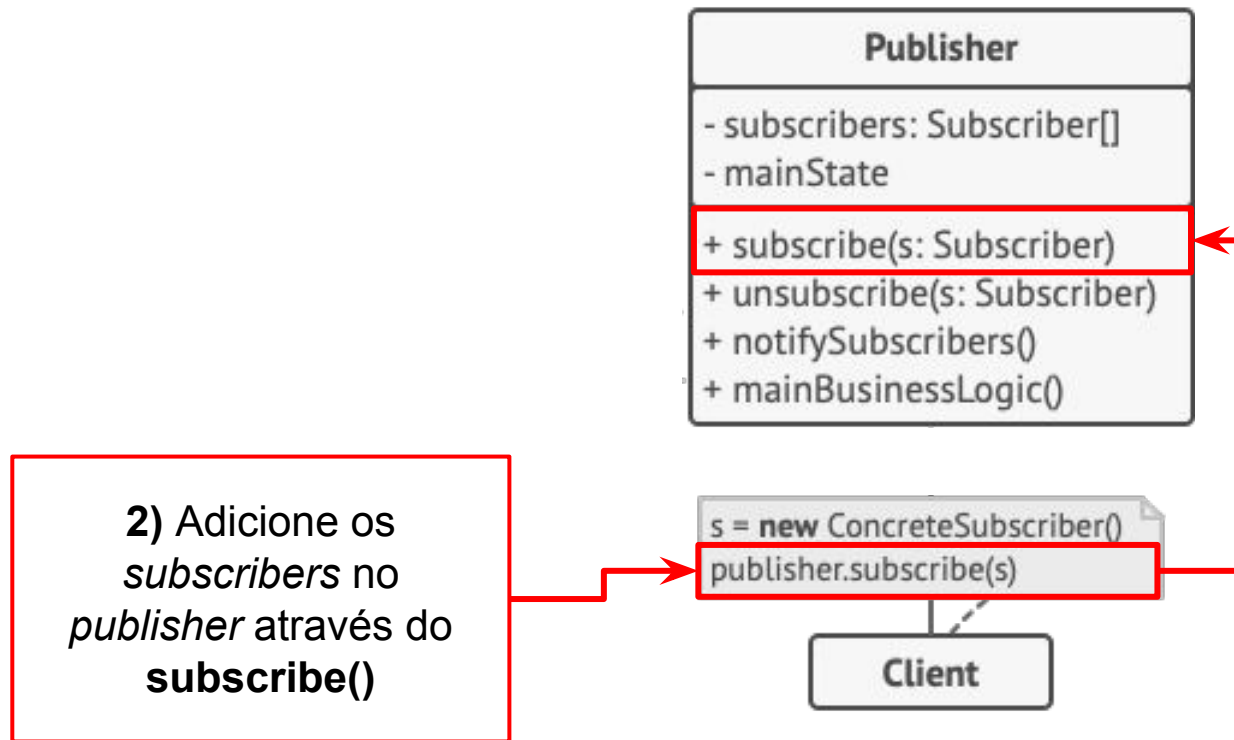 Publisher
- subscribers: Subscriber[]
- mainState
+ subscribe(s: Subscriber)
+ unsubscribe(s: Subscriber)
+ notifySubscribers()
+ mainBusinessLogic()
2) Adicione os
subscribers no
publisher através do
subscribe()
s = new ConcreteSubscriber()
publisher.subscribe(s)
Client